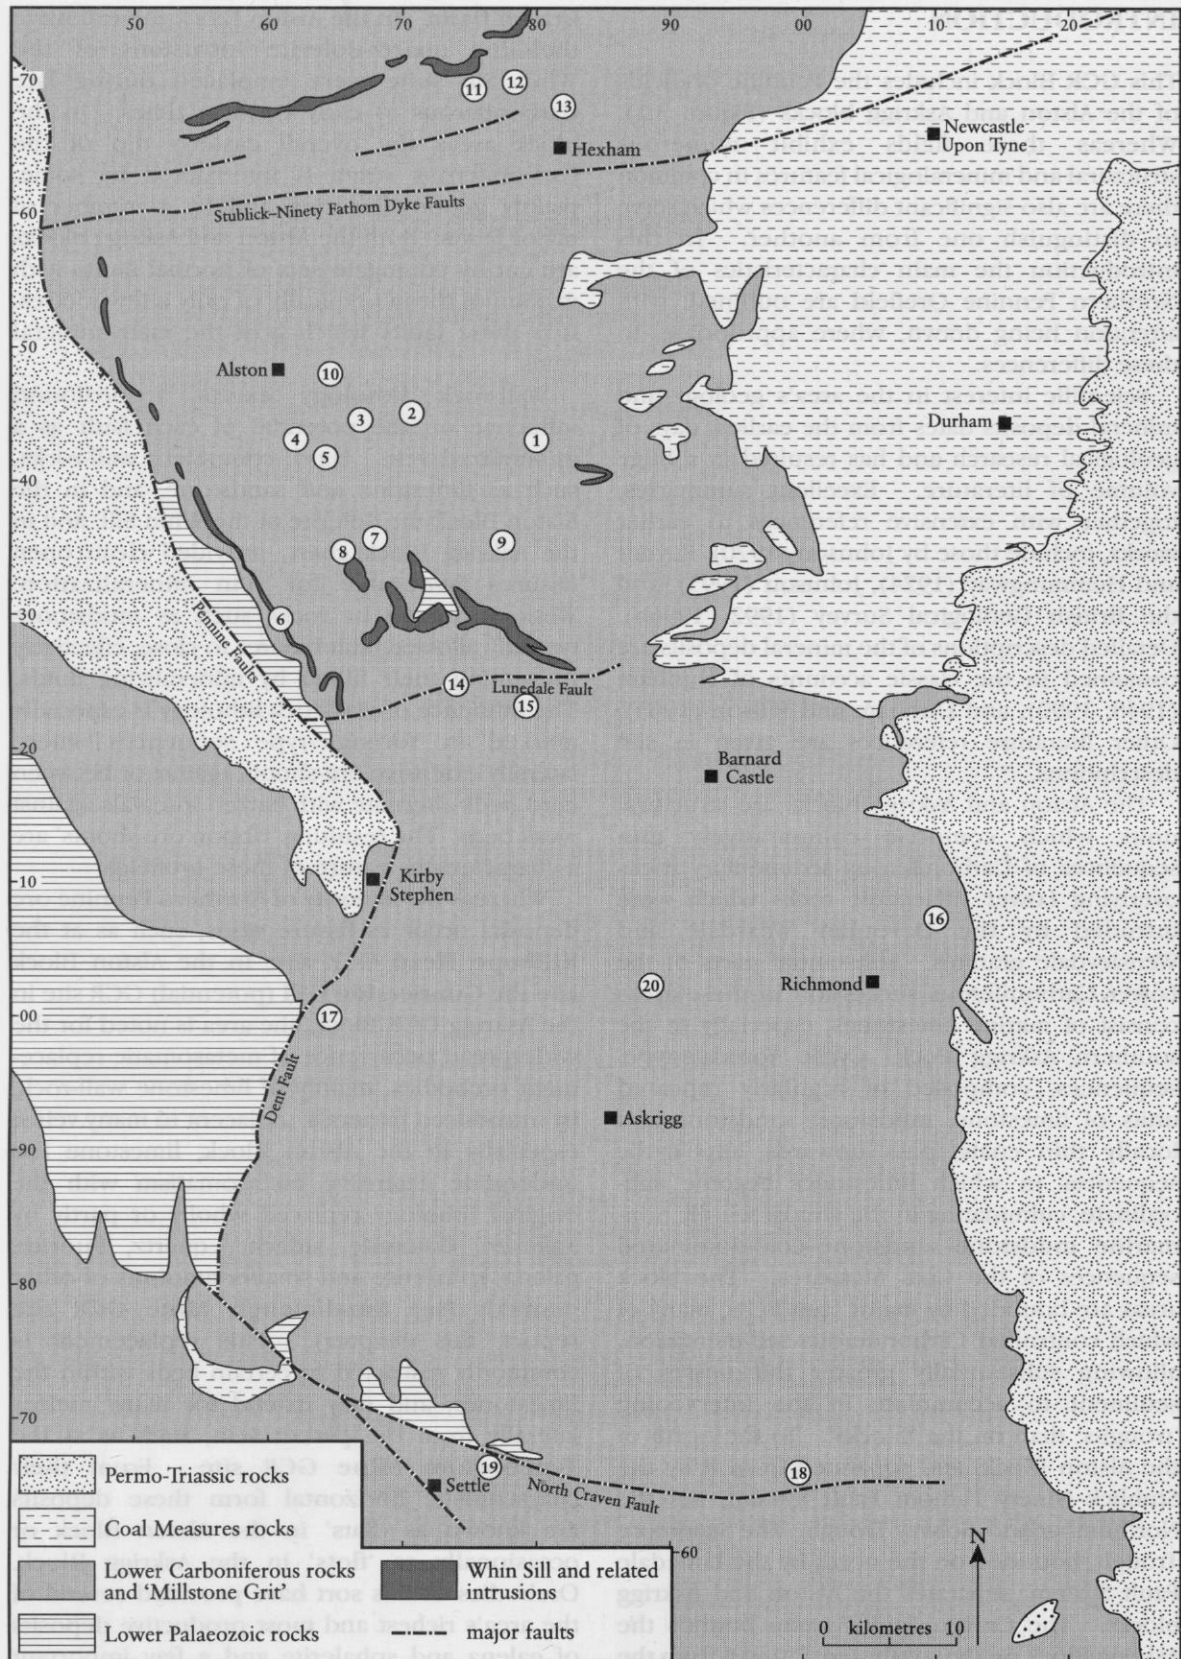 50 60 70 80 90 00 10 20
70
60
50
40
30
20
10
00
90
80
70
60
11
12
13
Hexham
Newcastle
Upon Tyne
Stublick–Ninety Fathom Dyke Faults
Alston
10
3
2
4
5
1
Durham
7
8
9
6
Pennine Faults
14
Lunedale Fault
15
Barnard
Castle
Kirby
Stephen
16
20
Richmond
17
Dent Fault
Askrigg
19
Settle
North Craven Fault
18
Permo-Triassic rocks
Coal Measures rocks
Lower Carboniferous rocks
and ‘Millstone Grit’
Whin Sill and related
intrusions
Lower Palaeozoic rocks
major faults
N
kilometres
0 10